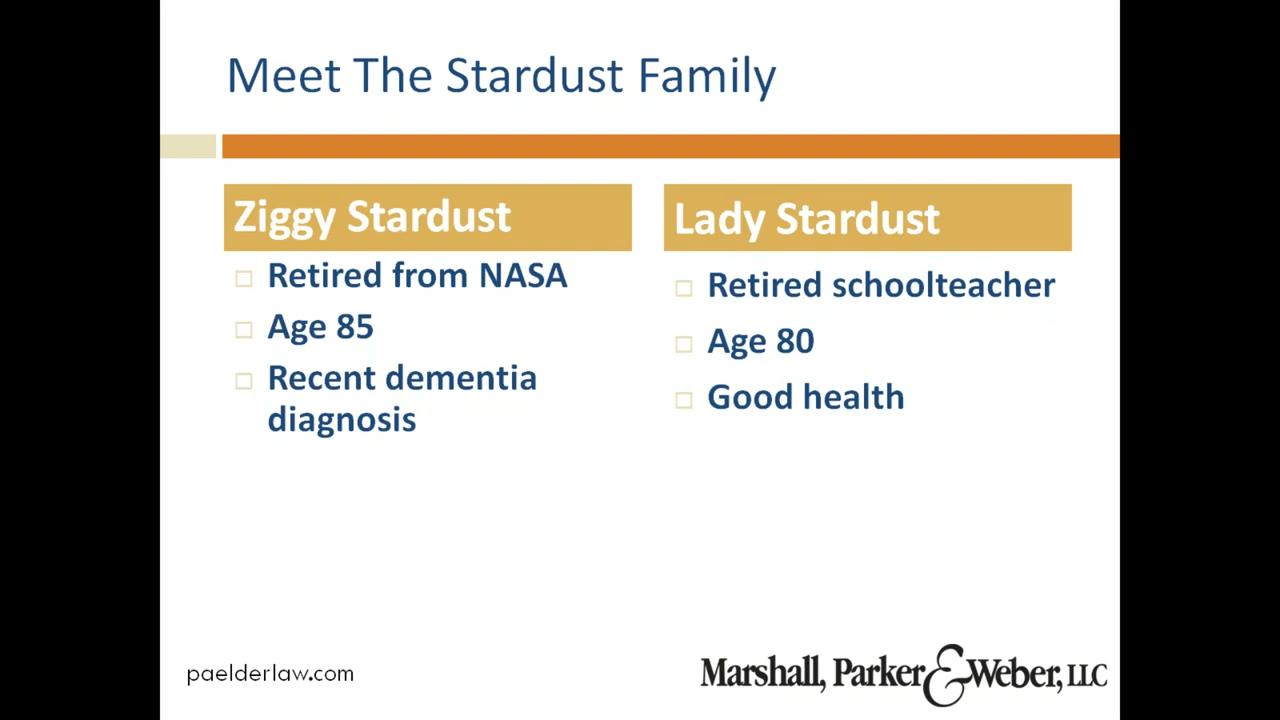 Meet The Stardust Family
Ziggy Stardust
Retired from NASA
Age 85
Recent dementia
diagnosis
Lady Stardust
Retired schoolteacher
Age 80
Good health
paelderlaw.com
Marshall, Parker & Weber, LLC